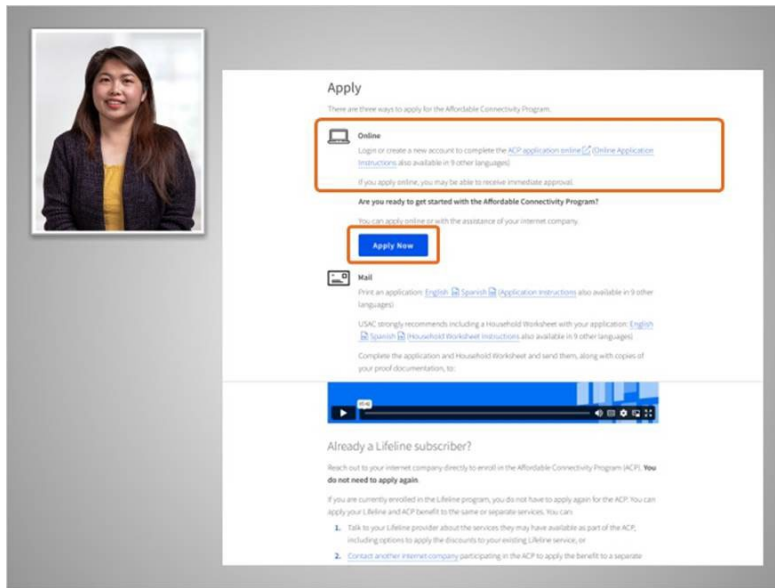 Apply
There are three ways to apply for the Affordable Connectivity Program.
Online
Login or create a new account to complete the ACP application online (Online Application
Instructions also available in 9 other languages)
If you apply online, you may be able to receive immediate approval.
Are you ready to get started with the Affordable Connectivity Program?
You can apply online or with the assistance of your internet company.
Apply Now
Mail
Print an application: English Spanish (Application Instructions also available in 9 other
languages)
USAC strongly recommends including a Household Worksheet with your application: English
Spanish (Household Worksheet Instructions also available in 9 other languages)
Complete the application and Household Worksheet and send them, along with copies of
your proof documentation, to:
Already a Lifeline subscriber?
Reach out to your internet company directly to enroll in the Affordable Connectivity Program (ACP). You
do not need to apply again.
If you are currently enrolled in the Lifeline program, you do not have to apply again for the ACP. You can
apply your Lifeline and ACP benefit to the same or separate services. You can:
1. Talk to your Lifeline provider about the services they may have available as part of the ACP,
including options to apply the discounts to your existing Lifeline service, or
2. Contact another internet company participating in the ACP to apply the benefit to a separate